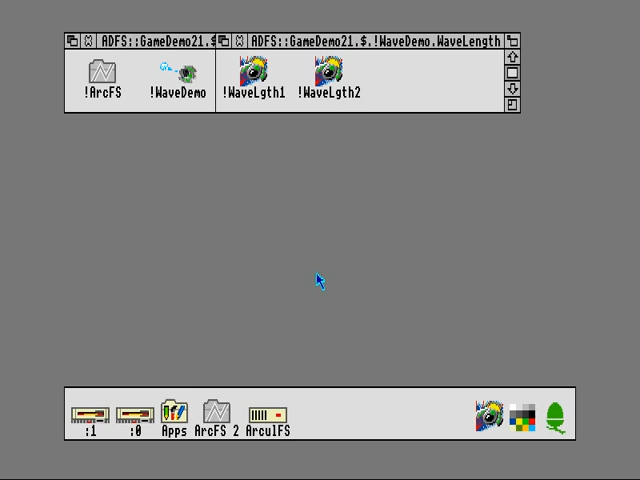 ADFS::GameDemo21.$
ADFS::GameDemo21.$.!WaveDemo.WaveLength
!ArcFS
!WaveDemo
!WaveLgth1
!WaveLgth2
:1
:0
Apps
ArcFS 2
ArculFS